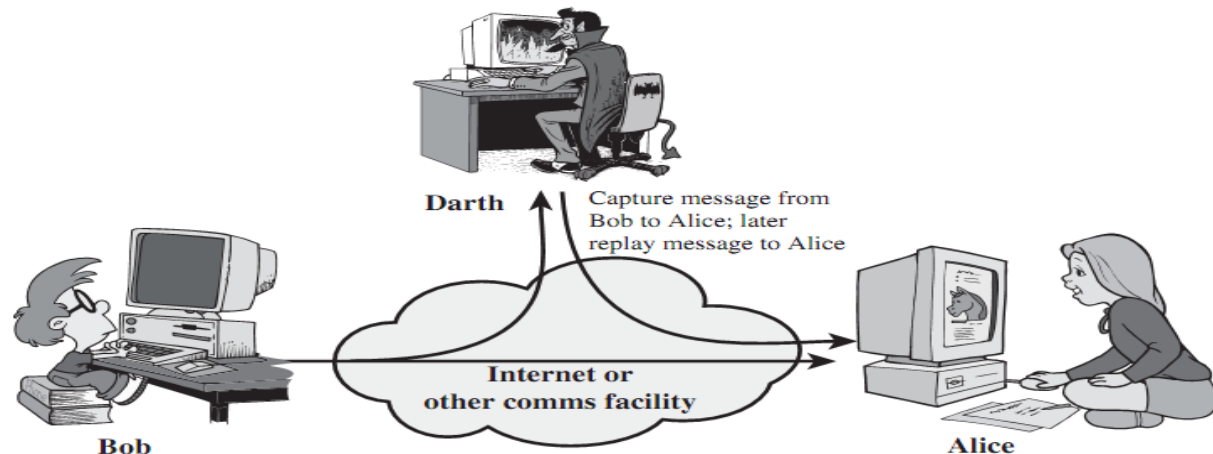 Darth
Capture message from
Bob to Alice; later
replay message to Alice
Internet or
other comms facility
Bob
Alice